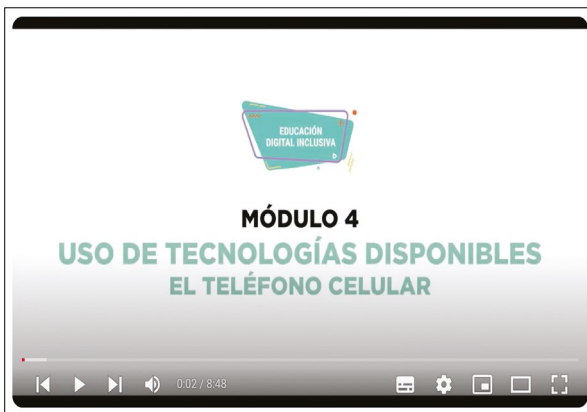 EDUCACIÓN
DIGITAL INCLUSIVA
MÓDULO 4
USO DE TECNOLOGÍAS DISPONIBLES
EL TELÉFONO CELULAR
0:02 / 8:48